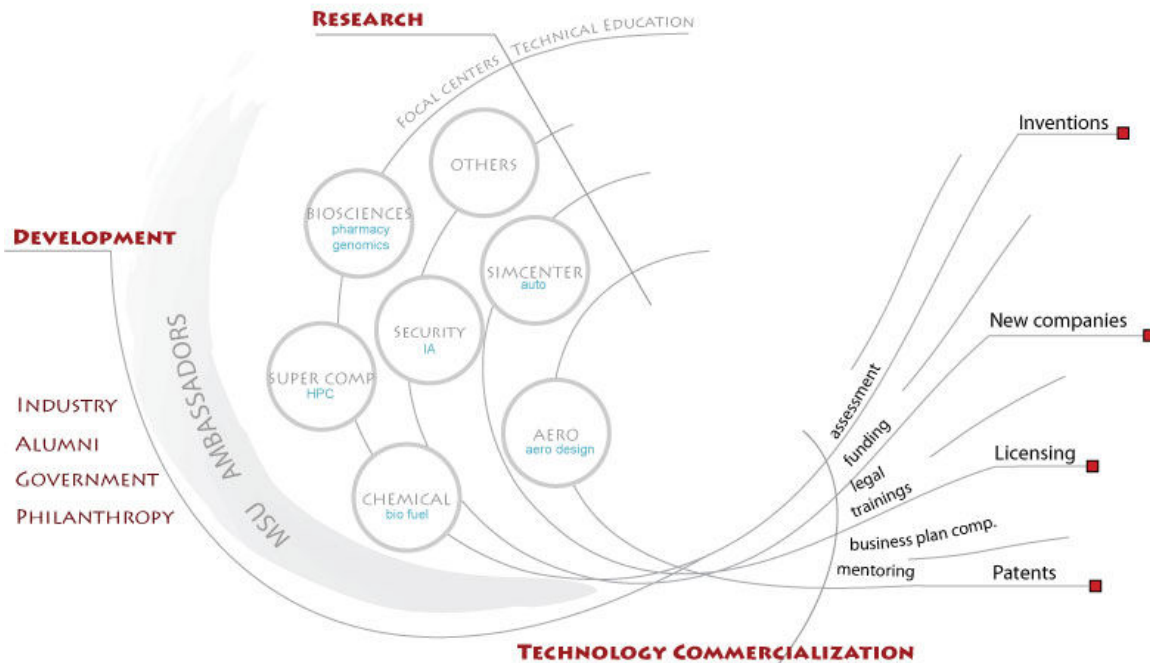 RESEARCH
FOCAL CENTERS
TECHNICAL EDUCATION
OTHERS
BIOSCIENCES
pharmacy
genomics
SIMCENTER
auto
SECURITY
IA
SUPER COMP
HPC
AERO
aero design
CHEMICAL
bio fuel
DEVELOPMENT
INDUSTRY
ALUMNI
GOVERNMENT
PHILANTHROPY
MSU AMBASSADORS
Inventions
New companies
Licensing
Patents
assessment
funding
legal
trainings
business plan comp.
mentoring
TECHNOLOGY COMMERCIALIZATION